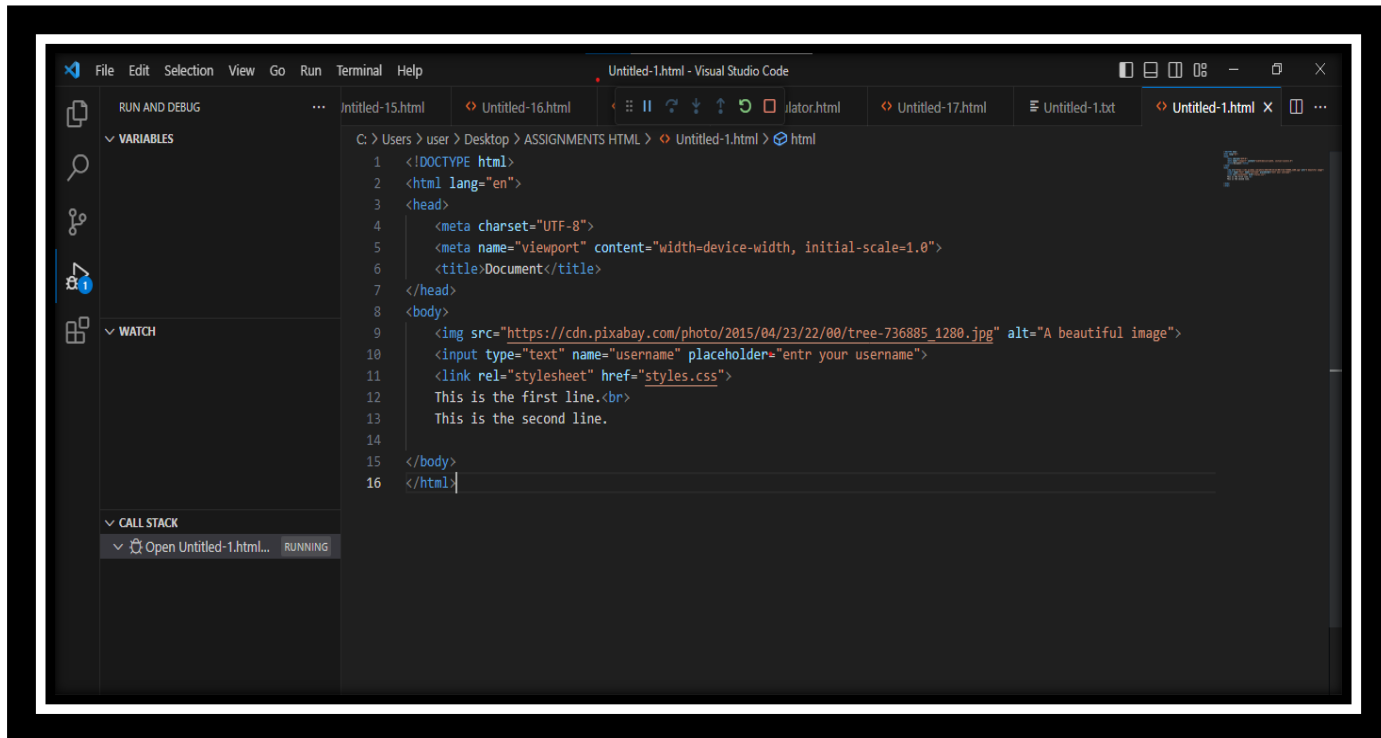 File Edit Selection View Go Run Terminal Help
Untitled-1.html - Visual Studio Code
RUN AND DEBUG
Untitled-15.html
Untitled-16.html
ulator.html
Untitled-17.html
Untitled-1.txt
Untitled-1.html
VARIABLES
C: > Users > user > Desktop > ASSIGNMENTS HTML > Untitled-1.html > html
1 <!DOCTYPE html>
2 <html lang="en">
3 <head>
4 <meta charset="UTF-8">
5 <meta name="viewport" content="width=device-width, initial-scale=1.0">
6 <title>Document</title>
7 </head>
8 <body>
9 <img src="https://cdn.pixabay.com/photo/2015/04/23/22/00/tree-736885_1280.jpg" alt="A beautiful image">
10 <input type="text" name="username" placeholder="entr your username">
11 <link rel="stylesheet" href="styles.css">
12 This is the first line.<br>
13 This is the second line.
14
15 </body>
16 </html>
1
WATCH
CALL STACK
Open Untitled-1.html... RUNNING